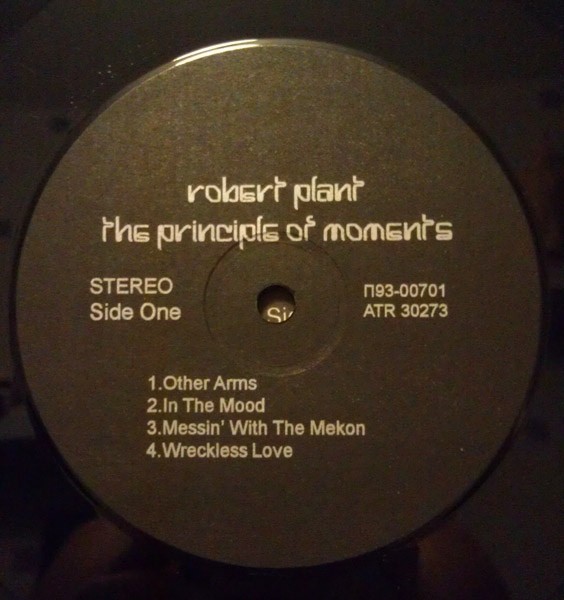 robert plant
the principle of moments
STEREO
Side One
П93-00701
ATR 30273
Si
1.Other Arms
2.In The Mood
3.Messin' With The Mekon
4.Wreckless Love